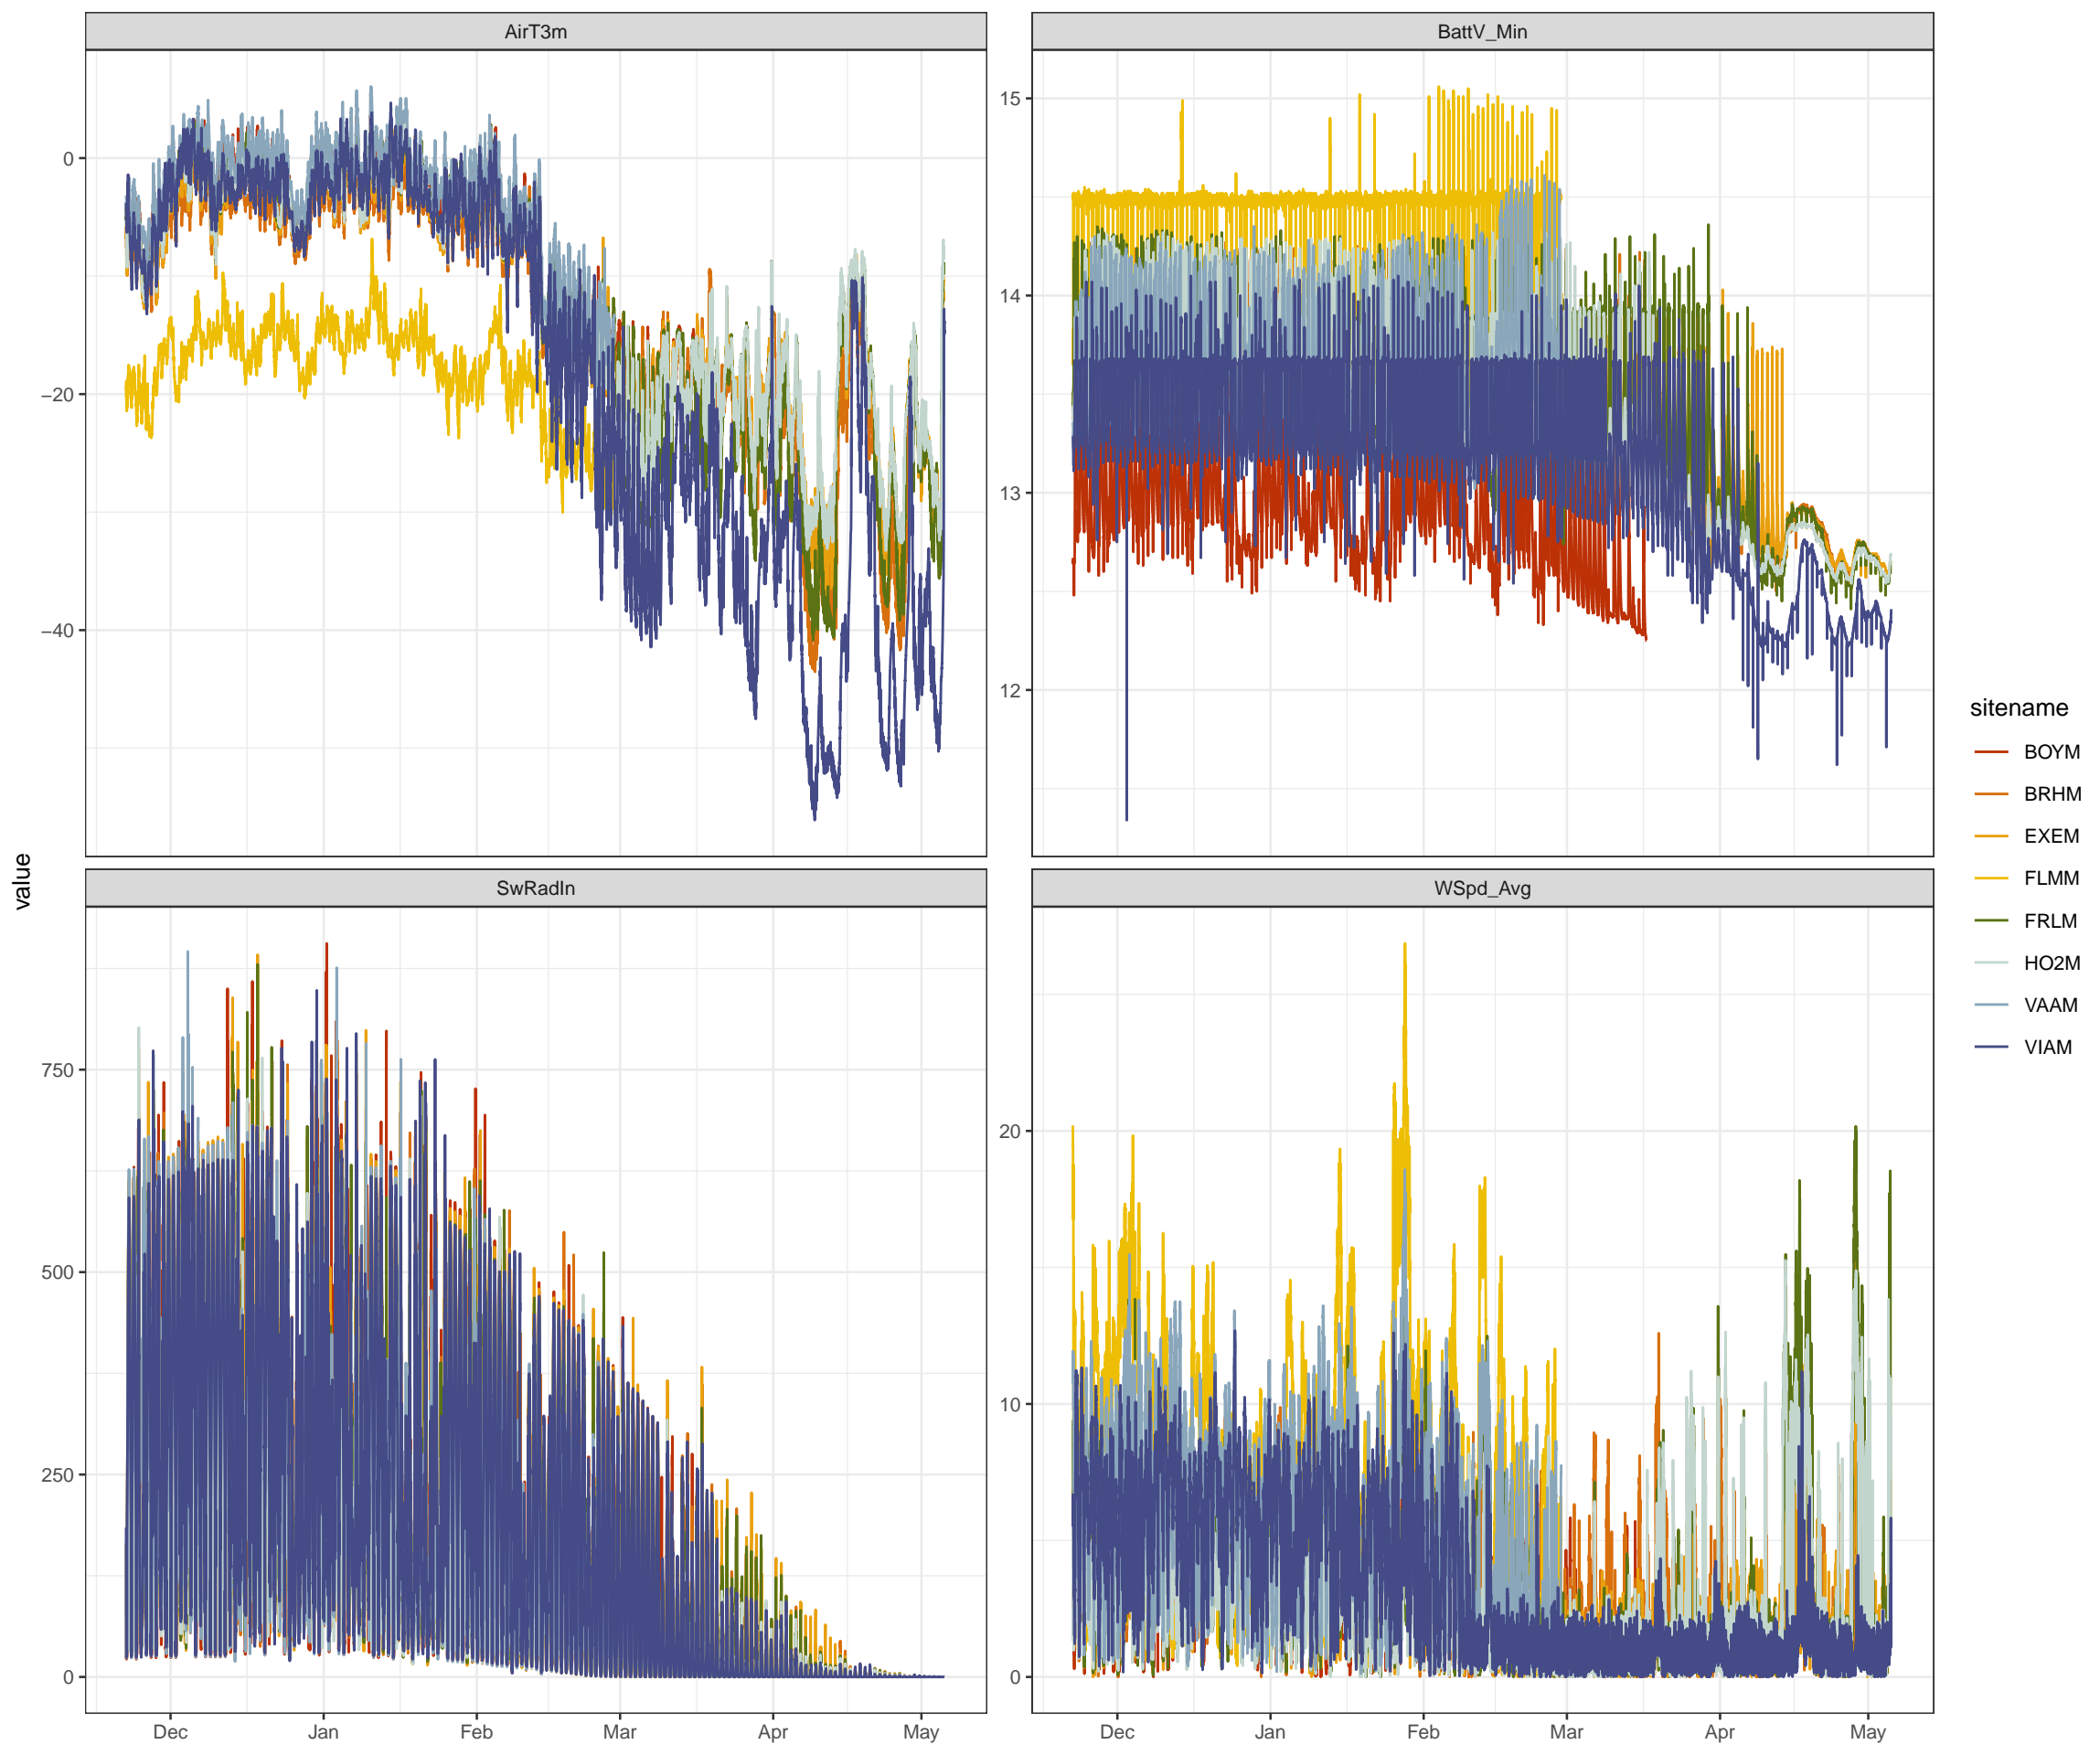 AirT3m
BattV_Min
0
−20
−40
15
14
13
12
value
SwRadIn
WSpd_Avg
750
500
250
0
20
10
0
Dec Jan Feb Mar Apr May
Dec Jan Feb Mar Apr May
sitename
BOYM
BRHM
EXEM
FLMM
FRLM
HO2M
VAAM
VIAM